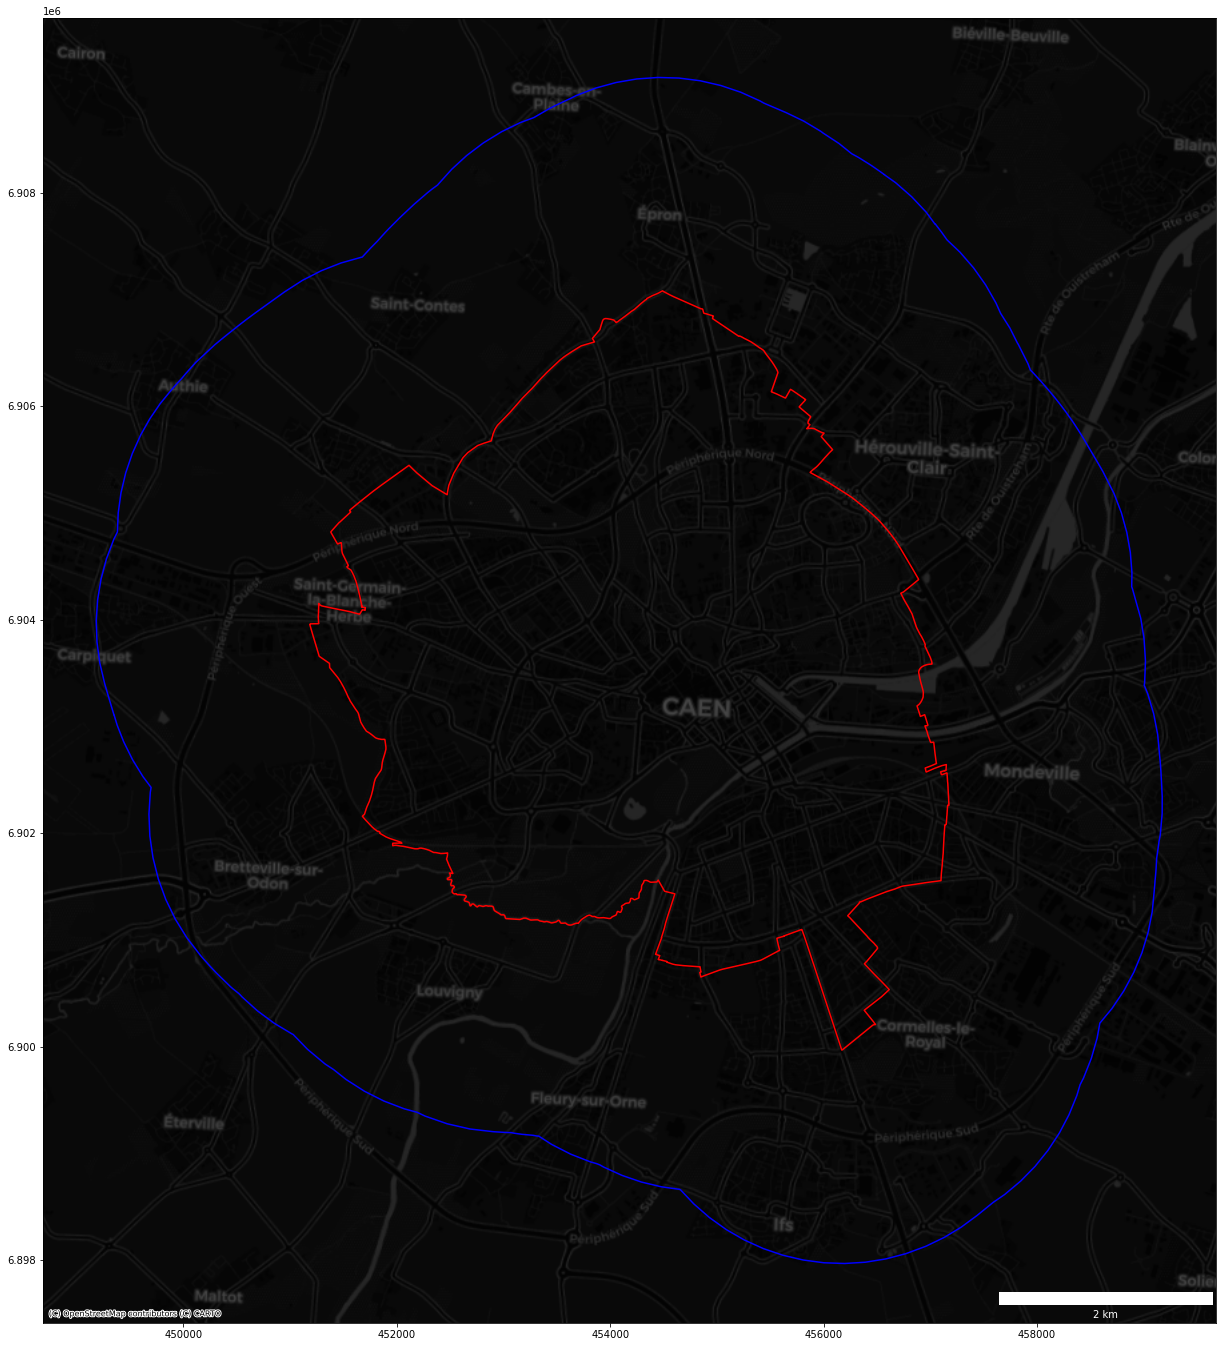 1e6
Cairon
Biéville-Beuville
Cambes-en-
Plaine
Blainv
O
6.908
Épron
Rte de Ou
Rte de Ouistreham
Saint-Contes
Authie
6.906
Hérouville-Saint-
Clair
Périphérique Nord
Colom
Rte de Ouistreham
Périphérique Nord
Saint-Germain-
la-Blanche-
Herbe
Périphérique Ouest
6.904
Carpiquet
CAEN
Mondeville
6.902
Bretteville-sur-
Odon
Louvigny
Cormelles-le-
Royal
6.900
Périphérique Sud
Fleury-sur-Orne
Éterville
Périphérique Sud
Périphérique Sud
Périphérique Sud
Ifs
6.898
Solie
Maltot
(C) OpenStreetMap contributors (C) CARTO
2 km
450000
452000
454000
456000
458000